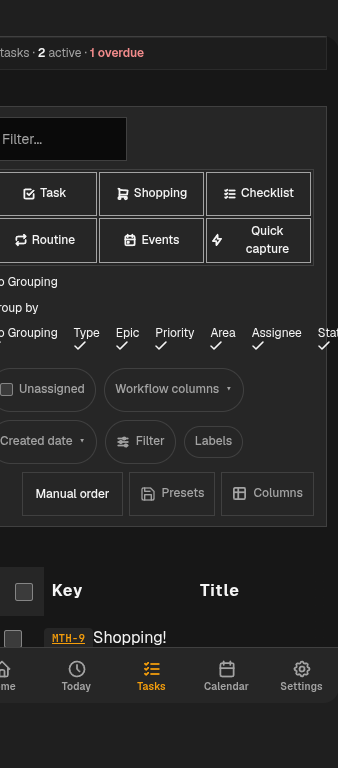 tasks · 2 active · 1 overdue
Filter...
Task
Shopping
Checklist
Routine
Events
Quick
capture
o Grouping
roup by
o Grouping Type Epic Priority Area Assignee Stat
Unassigned
Workflow columns
Created date
Filter
Labels
Manual order
Presets
Columns
Key Title
MTH-9 Shopping!
me Today Tasks Calendar Settings